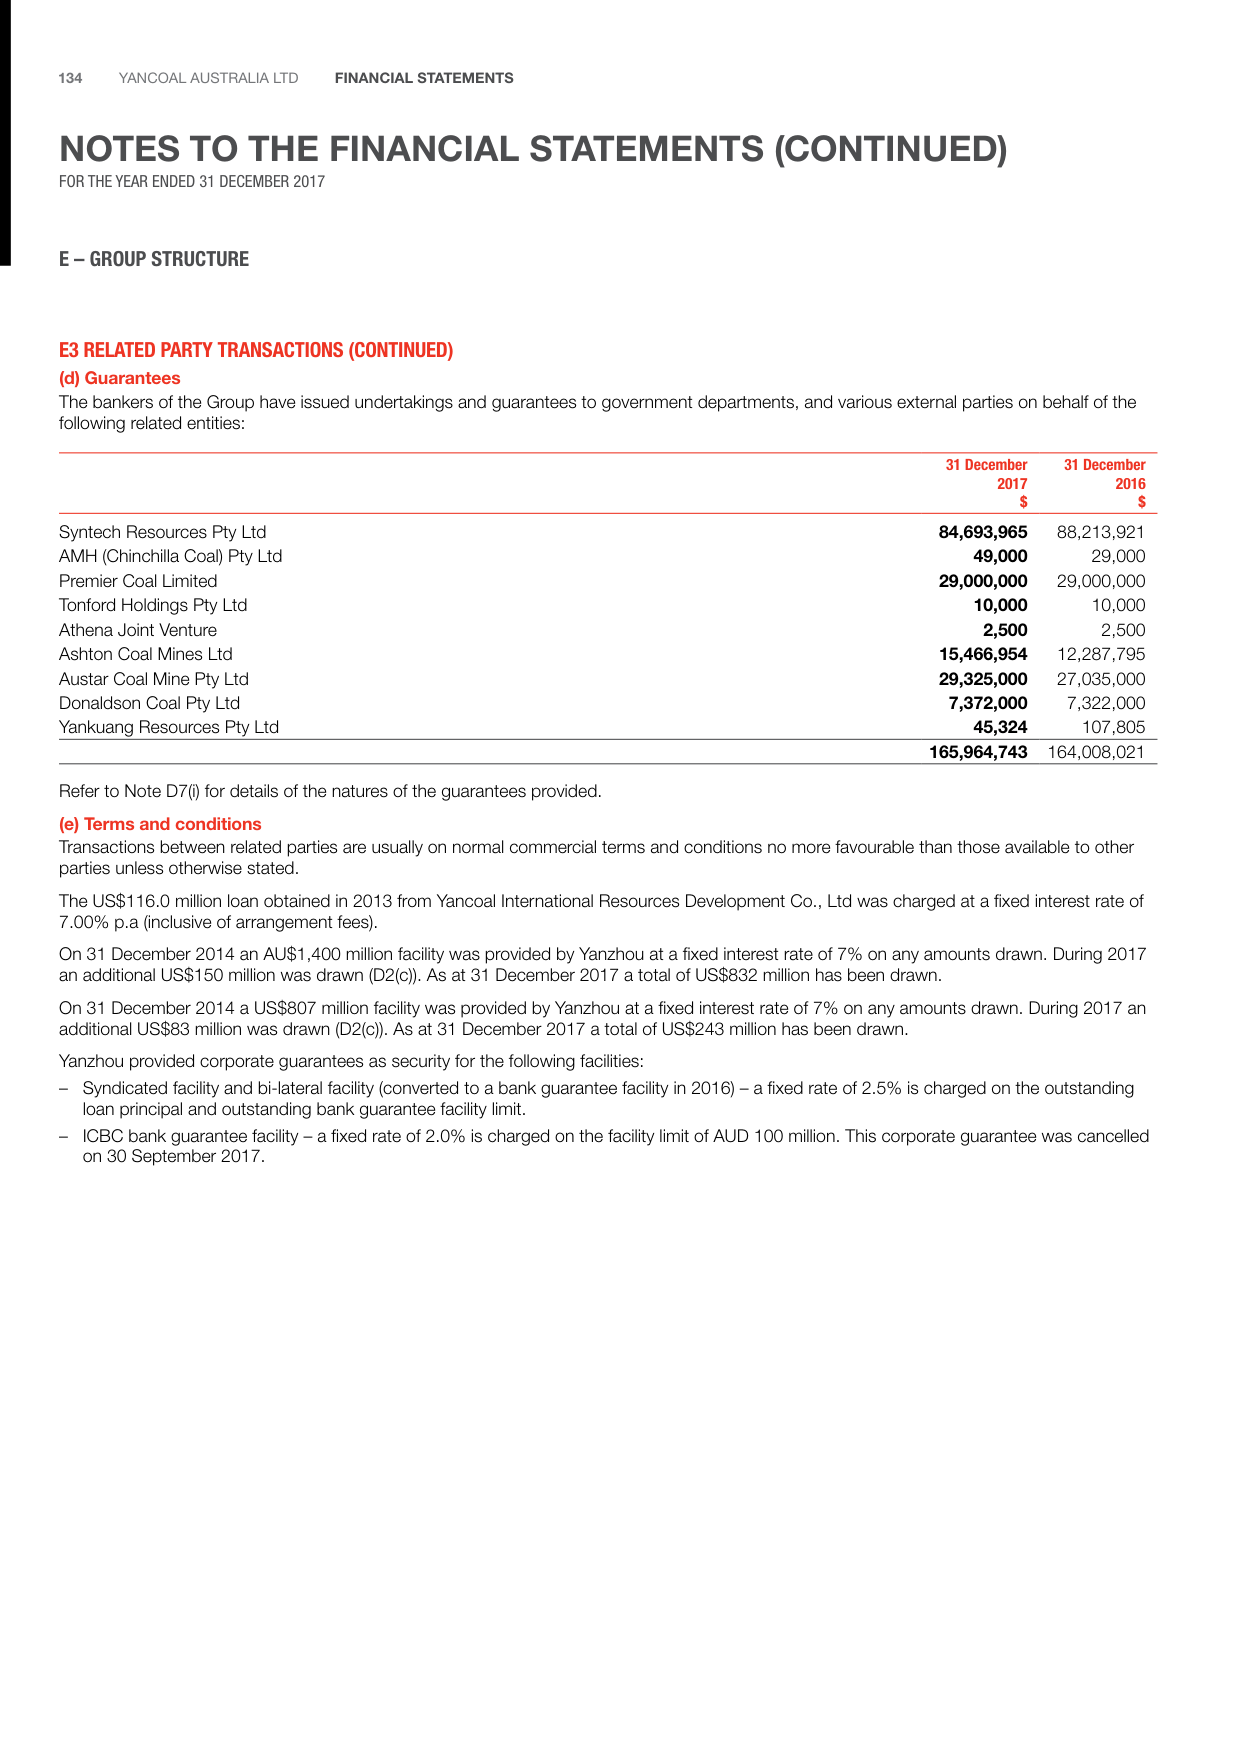 134 YANCOAL AUSTRALIA LTD FINANCIAL STATEMENTS
NOTES TO THE FINANCIAL STATEMENTS (CONTINUED)
FOR THE YEAR ENDED 31 DECEMBER 2017
E – GROUP STRUCTURE
E3 RELATED PARTY TRANSACTIONS (CONTINUED)
(d) Guarantees
The bankers of the Group have issued undertakings and guarantees to government departments, and various external parties on behalf of the
following related entities:
31 December 31 December
2017 2016
$ $
Syntech Resources Pty Ltd 84,693,965 88,213,921
AMH (Chinchilla Coal) Pty Ltd 49,000 29,000
Premier Coal Limited 29,000,000 29,000,000
Tonford Holdings Pty Ltd 10,000 10,000
Athena Joint Venture 2,500 2,500
Ashton Coal Mines Ltd 15,466,954 12,287,795
Austar Coal Mine Pty Ltd 29,325,000 27,035,000
Donaldson Coal Pty Ltd 7,372,000 7,322,000
Yankuang Resources Pty Ltd 45,324 107,805
165,964,743 164,008,021
Refer to Note D7(i) for details of the natures of the guarantees provided.
(e) Terms and conditions
Transactions between related parties are usually on normal commercial terms and conditions no more favourable than those available to other
parties unless otherwise stated.
The US$116.0 million loan obtained in 2013 from Yancoal International Resources Development Co., Ltd was charged at a fixed interest rate of
7.00% p.a (inclusive of arrangement fees).
On 31 December 2014 an AU$1,400 million facility was provided by Yanzhou at a fixed interest rate of 7% on any amounts drawn. During 2017
an additional US$150 million was drawn (D2(c)). As at 31 December 2017 a total of US$832 million has been drawn.
On 31 December 2014 a US$807 million facility was provided by Yanzhou at a fixed interest rate of 7% on any amounts drawn. During 2017 an
additional US$83 million was drawn (D2(c)). As at 31 December 2017 a total of US$243 million has been drawn.
Yanzhou provided corporate guarantees as security for the following facilities:
– Syndicated facility and bi-lateral facility (converted to a bank guarantee facility in 2016) – a fixed rate of 2.5% is charged on the outstanding
loan principal and outstanding bank guarantee facility limit.
– ICBC bank guarantee facility – a fixed rate of 2.0% is charged on the facility limit of AUD 100 million. This corporate guarantee was cancelled
on 30 September 2017.